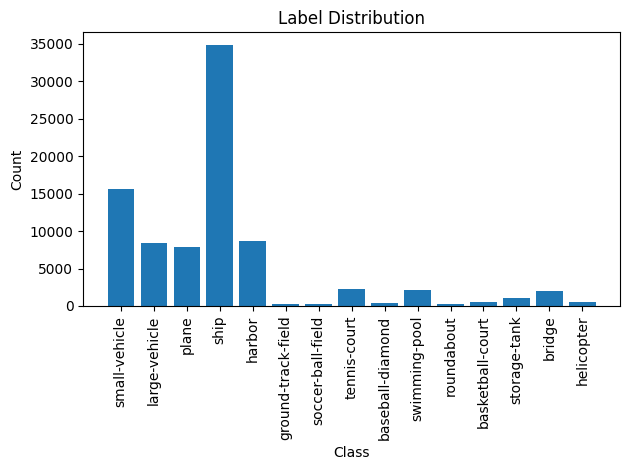 Label Distribution
35000
30000
25000
20000
15000
10000
5000
0
Count
small-vehicle
large-vehicle
plane
ship
harbor
ground-track-field
soccer-ball-field
tennis-court
baseball-diamond
swimming-pool
roundabout
basketball-court
storage-tank
bridge
helicopter
Class